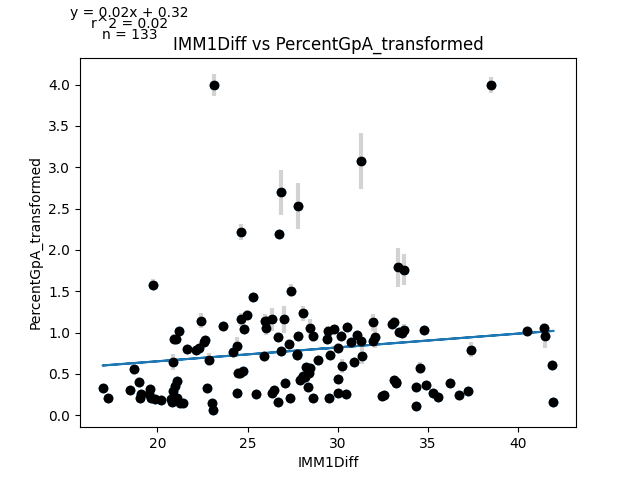 y = 0.02x + 0.32
r^2 = 0.02
n = 133
IMM1Diff vs PercentGpA_transformed
4.0
3.5
3.0
2.5
2.0
1.5
1.0
0.5
0.0
PercentGpA_transformed
20 25 30 35 40
IMM1Diff